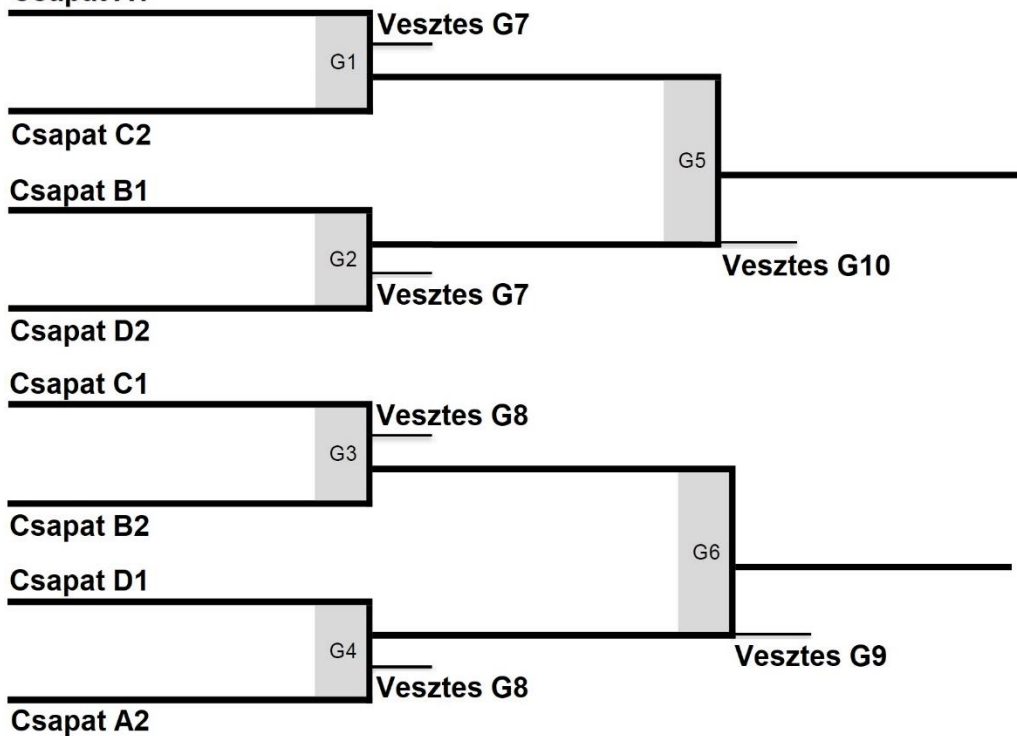 Vesztes G7
G1
Csapat C2
G5
Csapat B1
G2
Vesztes G10
Vesztes G7
Csapat D2
Csapat C1
Vesztes G8
G3
Csapat B2
G6
Csapat D1
G4
Vesztes G9
Vesztes G8
Csapat A2